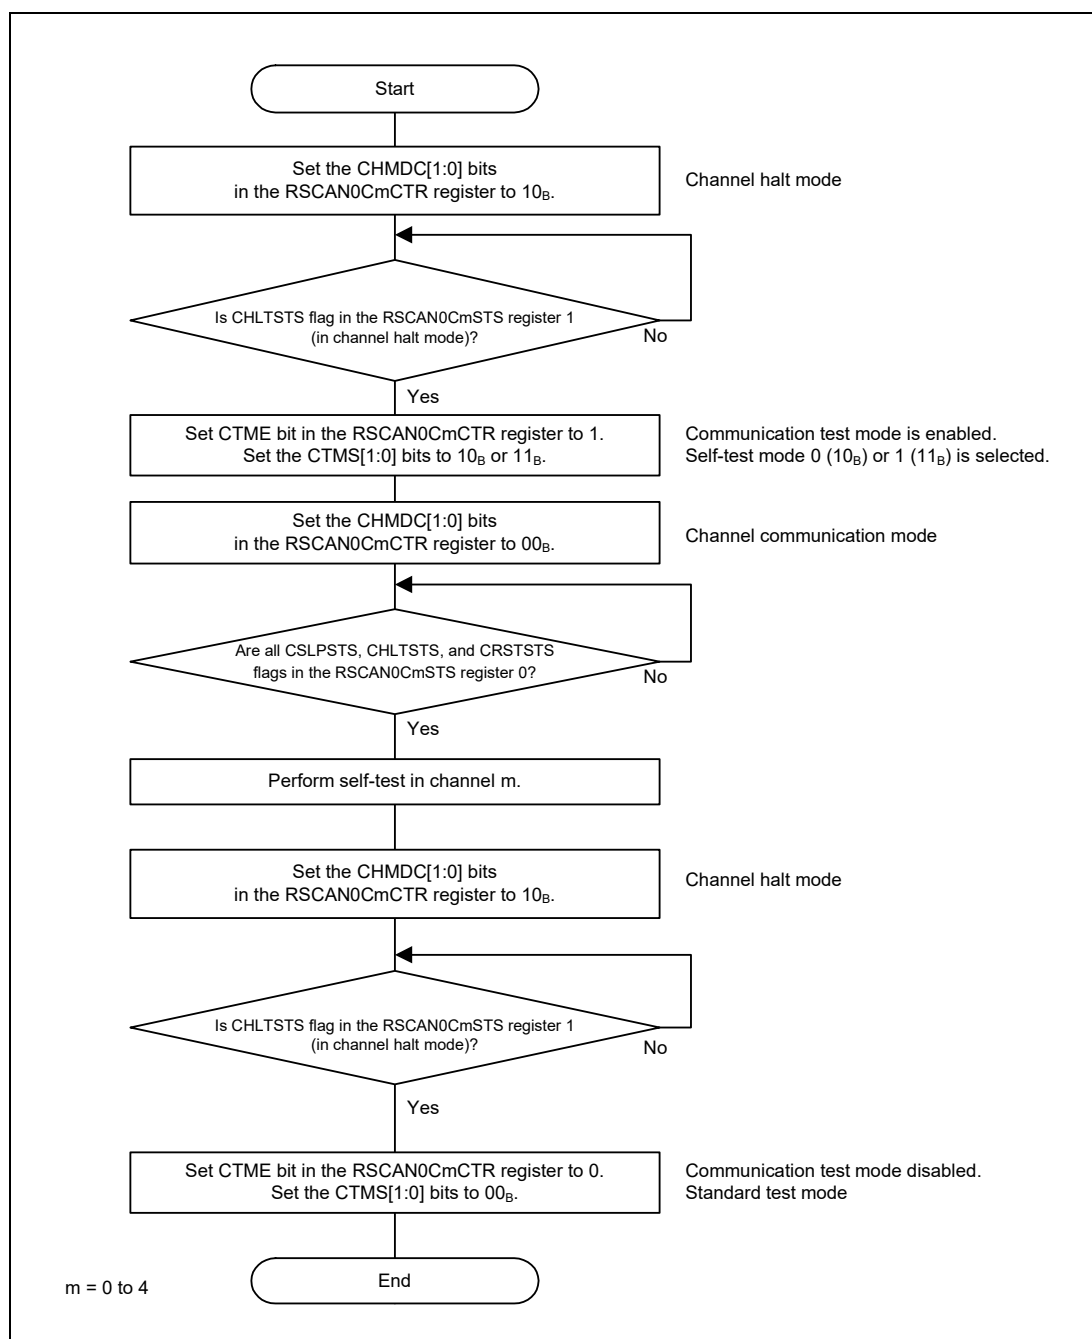 Start
Set the CHMDC[1:0] bits
in the RSCAN0CmCTR register to 10B.
Channel halt mode
Is CHLTSTS flag in the RSCAN0CmSTS register 1
(in channel halt mode)?
No
Yes
Set CTME bit in the RSCAN0CmCTR register to 1.
Set the CTMS[1:0] bits to 10B or 11B.
Communication test mode is enabled.
Self-test mode 0 (10B) or 1 (11B) is selected.
Set the CHMDC[1:0] bits
in the RSCAN0CmCTR register to 00B.
Channel communication mode
Are all CSLPSTS, CHLTSTS, and CRSTSTS
flags in the RSCAN0CmSTS register 0?
No
Yes
Perform self-test in channel m.
Set the CHMDC[1:0] bits
in the RSCAN0CmCTR register to 10B.
Channel halt mode
Is CHLTSTS flag in the RSCAN0CmSTS register 1
(in channel halt mode)?
No
Yes
Set CTME bit in the RSCAN0CmCTR register to 0.
Set the CTMS[1:0] bits to 00B.
Communication test mode disabled.
Standard test mode
End
m = 0 to 4